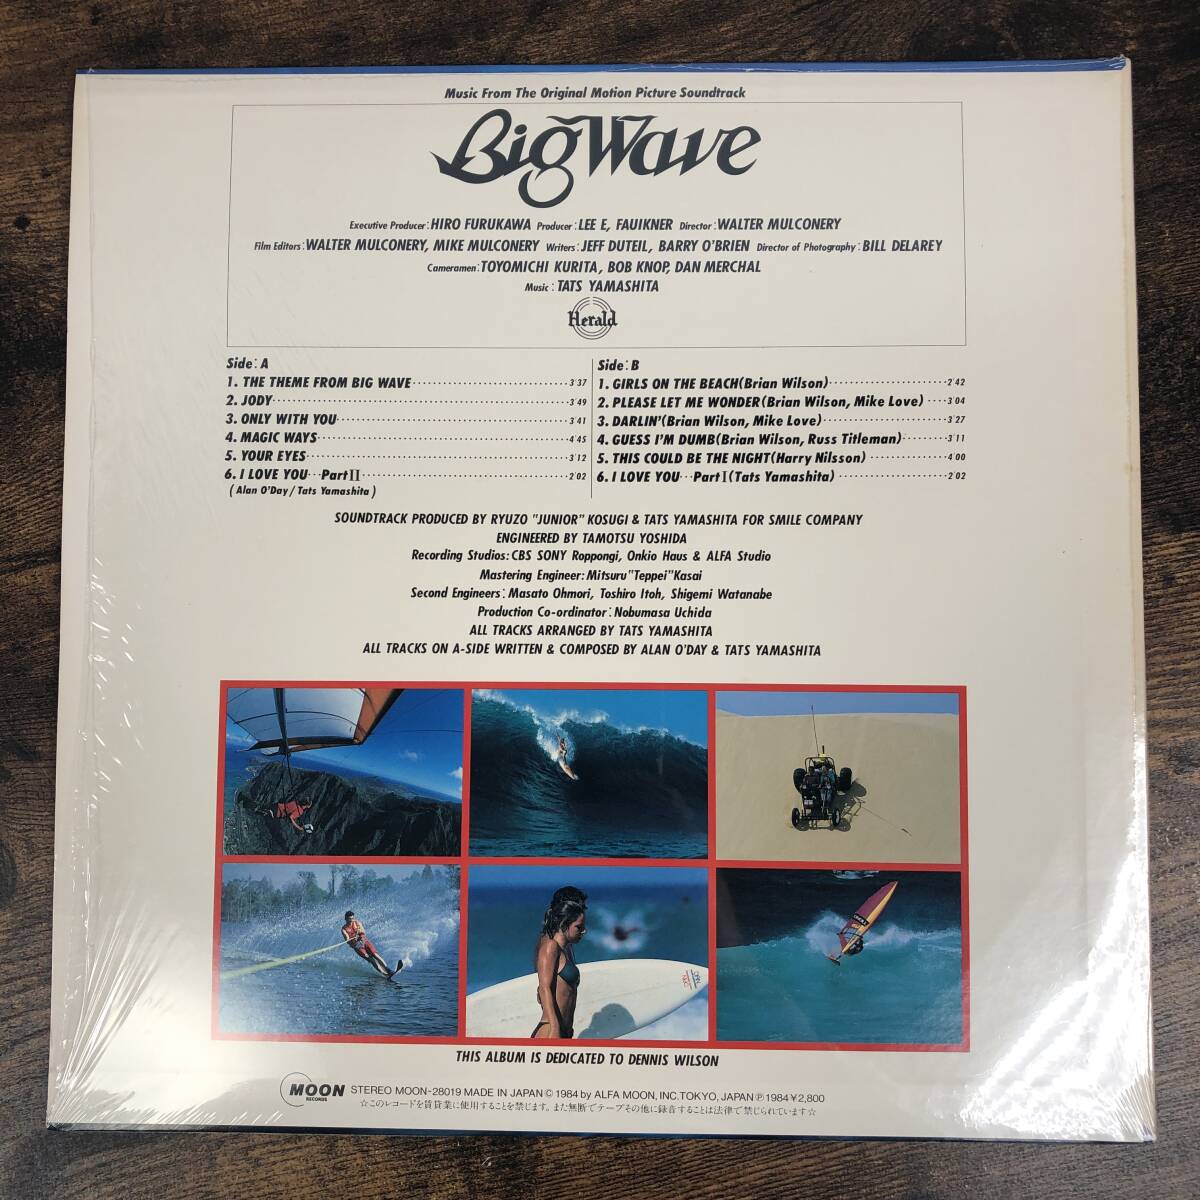 Music From The Original Motion Picture Soundtrack
Big Wave
Executive Producer:HIRO FURUKAWA Producer:LEE E, FAUIKNER Director:WALTER MULCONERY
Film Editors:WALTER MULCONERY, MIKE MULCONERY Writers:JEFF DUTEIL, BARRY O'BRIEN Director of Photography:BILL DELAREY
Cameramen:TOYOMICHI KURITA, BOB KNOP, DAN MERCHAL
Music:TATS YAMASHITA
Herald
Side:A
1. THE THEME FROM BIG WAVE 3'37
2. JODY 3'49
3. ONLY WITH YOU 3'41
4. MAGIC WAYS 4'45
5. YOUR EYES 3'12
6. I LOVE YOU…Part II 2'02
(Alan O'Day/Tats Yamashita)
Side:B
1. GIRLS ON THE BEACH(Brian Wilson) 2'42
2. PLEASE LET ME WONDER(Brian Wilson, Mike Love) 3'04
3. DARLIN'(Brian Wilson, Mike Love) 3'27
4. GUESS I'M DUMB(Brian Wilson, Russ Titleman) 3'11
5. THIS COULD BE THE NIGHT(Harry Nilsson) 4'00
6. I LOVE YOU…Part I(Tats Yamashita) 2'02
SOUNDTRACK PRODUCED BY RYUZO "JUNIOR" KOSUGI & TATS YAMASHITA FOR SMILE COMPANY
ENGINEERED BY TAMOTSU YOSHIDA
Recording Studios:CBS SONY Roppongi, Onkio Haus & ALFA Studio
Mastering Engineer:Mitsuru"Teppei"Kasai
Second Engineers:Masato Ohmori, Toshiro Itoh, Shigemi Watanabe
Production Co-ordinator:Nobumasa Uchida
ALL TRACKS ARRANGED BY TATS YAMASHITA
ALL TRACKS ON A-SIDE WRITTEN & COMPOSED BY ALAN O'DAY & TATS YAMASHITA
THIS ALBUM IS DEDICATED TO DENNIS WILSON
MOON RECORDS STEREO MOON-28019 MADE IN JAPAN © 1984 by ALFA MOON, INC. TOKYO, JAPAN ℗ 1984 ¥2,800
☆このレコードを賃貸業に使用することを禁じます。また無断でテープその他に録音することは法律で禁じられています☆